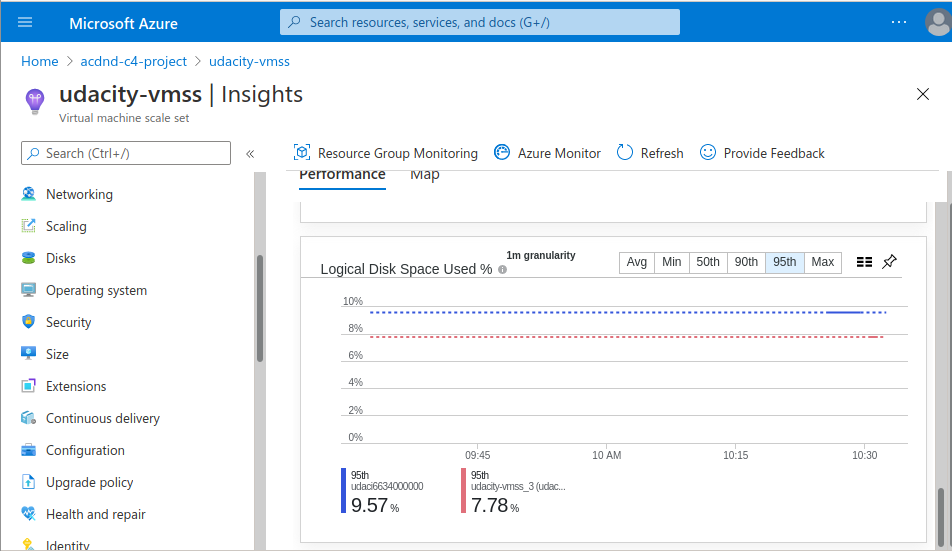 Microsoft Azure
Search resources, services, and docs (G+/)
Home > acdnd-c4-project > udacity-vmss
udacity-vmss | Insights
Virtual machine scale set
Search (Ctrl+/)
«
Resource Group Monitoring
Azure Monitor
Refresh
Provide Feedback
Performance
Map
Networking
Scaling
Disks
Operating system
Security
Size
Extensions
Continuous delivery
Configuration
Upgrade policy
Health and repair
Identity
1m granularity
Logical Disk Space Used %
Avg Min 50th 90th 95th Max
10%
8%
6%
4%
2%
0%
09:45 10 AM 10:15 10:30
95th
udaci6634000000
9.57 %
95th
udacity-vmss_3 (udac...
7.78 %